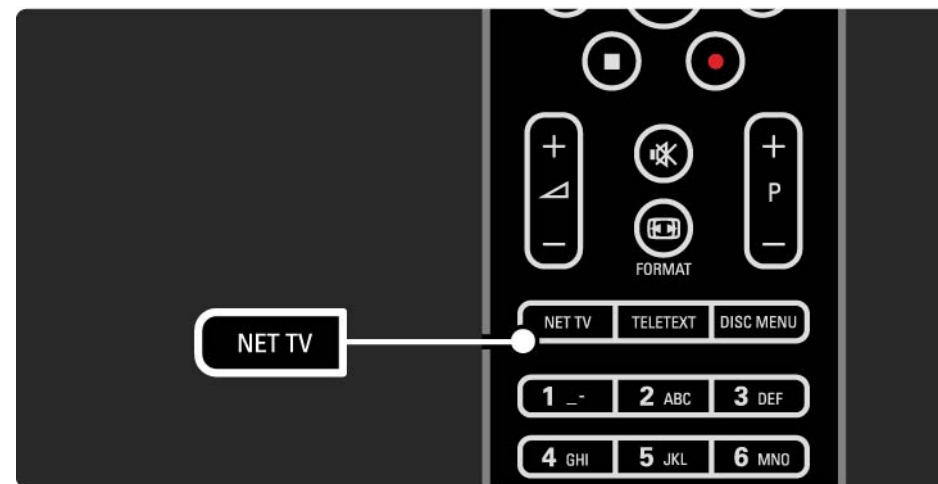 + +
P
- -
FORMAT
NET TV TELETEXT DISC MENU
NET TV
1 _- 2 ABC 3 DEF
4 GHI 5 JKL 6 MNO